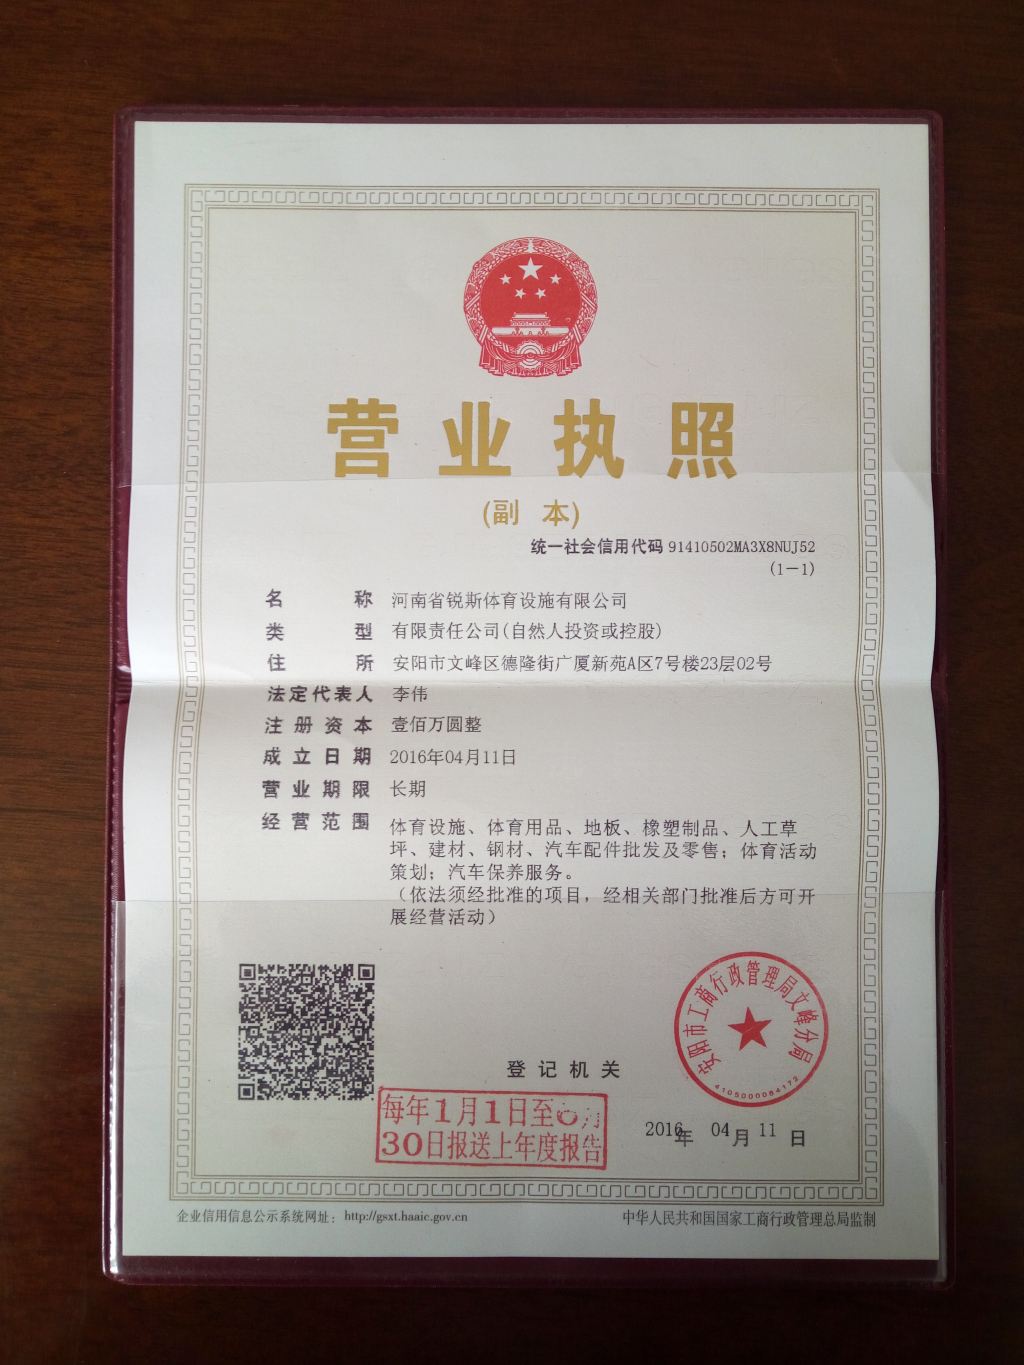 营业执照
(副 本)
统一社会信用代码 91410502MA3X8NUJ52
(1-1)
名 称 河南省锐斯体育设施有限公司
类 型 有限责任公司(自然人投资或控股)
住 所 安阳市文峰区德隆街广厦新苑A区7号楼23层02号
法定代表人 李伟
注册资本 壹佰万圆整
成立日期 2016年04月11日
营业期限 长期
经营范围 体育设施、体育用品、地板、橡塑制品、人工草
坪、建材、钢材、汽车配件批发及零售；体育活动
策划；汽车保养服务。
（依法须经批准的项目，经相关部门批准后方可开
展经营活动）
安阳市工商行政管理局文峰分局
4105000084172
登记机关
每年1月1日至6月
30日报送上年度报告
2016年 04月 11 日
企业信用信息公示系统网址： http://gsxt.haaic.gov.cn
中华人民共和国国家工商行政管理总局监制